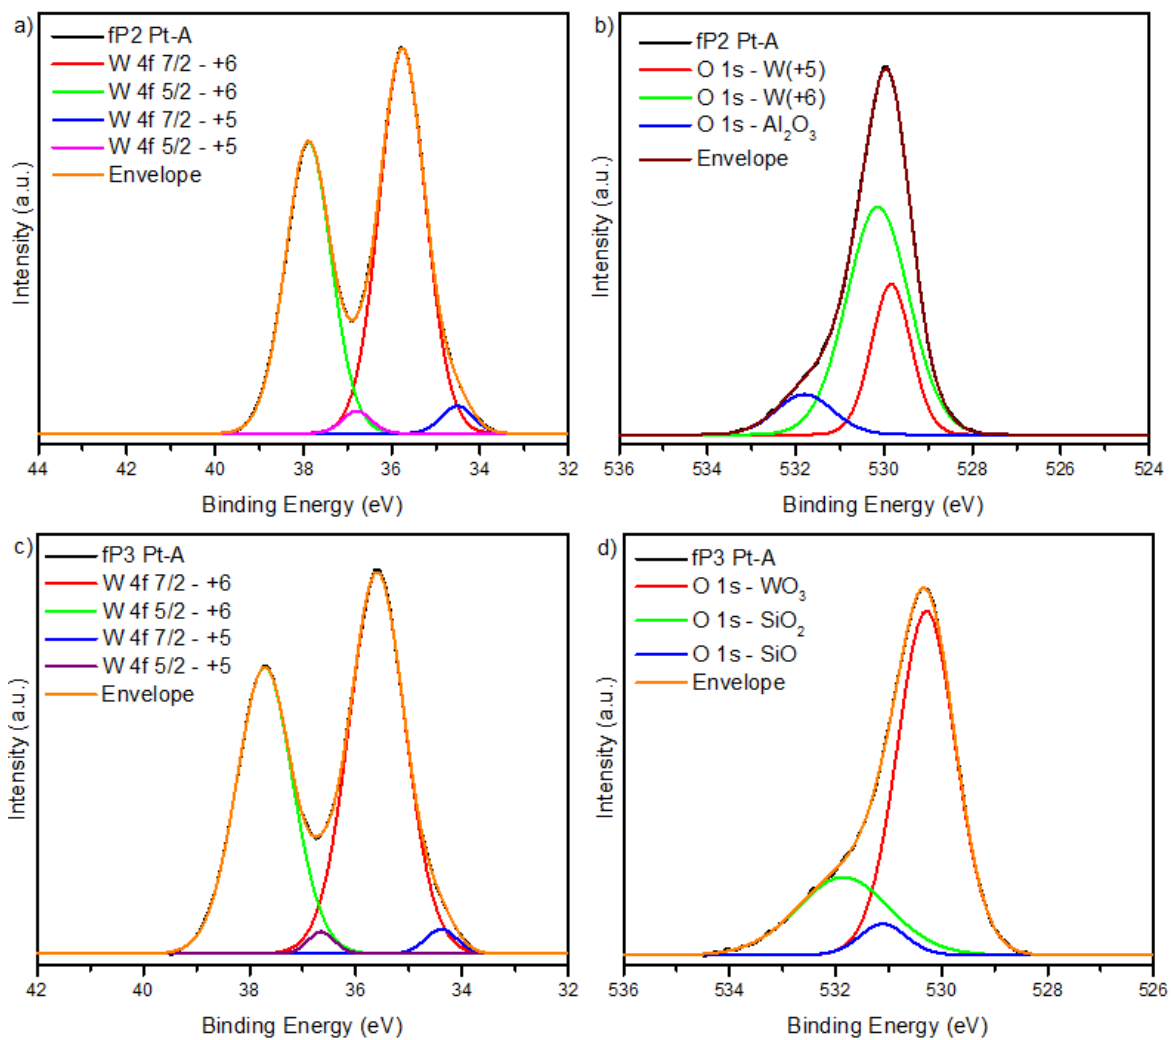 a)
fP2 Pt-A
W 4f 7/2 - +6
W 4f 5/2 - +6
W 4f 7/2 - +5
W 4f 5/2 - +5
Envelope
Intensity (a.u.)
44 42 40 38 36 34 32
Binding Energy (eV)
b)
fP2 Pt-A
O 1s - W(+5)
O 1s - W(+6)
O 1s - Al₂O₃
Envelope
Intensity (a.u.)
536 534 532 530 528 526 524
Binding Energy (eV)
c)
fP3 Pt-A
W 4f 7/2 - +6
W 4f 5/2 - +6
W 4f 7/2 - +5
W 4f 5/2 - +5
Envelope
Intensity (a.u.)
42 40 38 36 34 32
Binding Energy (eV)
d)
fP3 Pt-A
O 1s - WO₃
O 1s - SiO₂
O 1s - SiO
Envelope
Intensity (a.u.)
536 534 532 530 528 526
Binding Energy (eV)